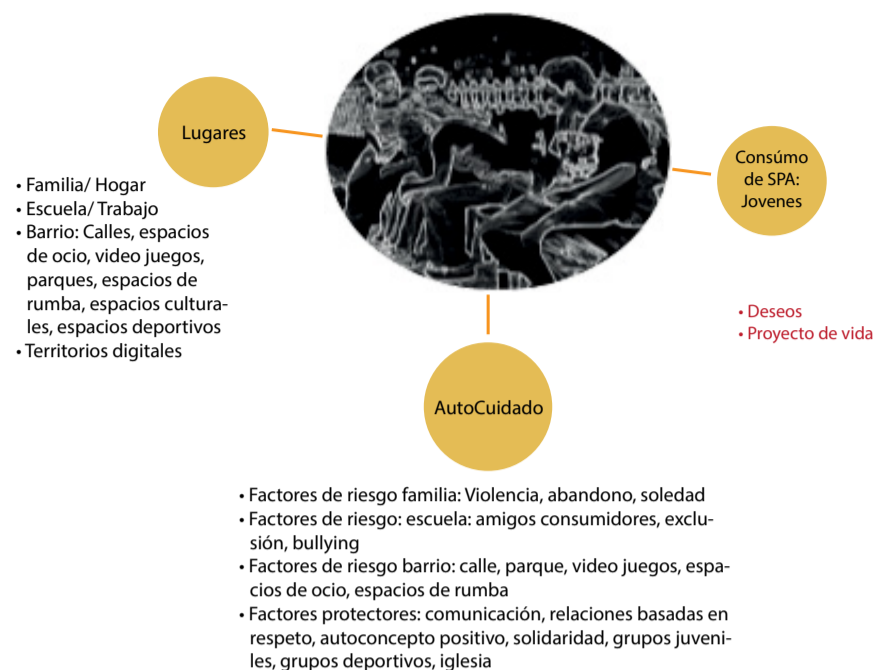 Lugares
• Familia/ Hogar
• Escuela/ Trabajo
• Barrio: Calles, espacios
de ocio, video juegos,
parques, espacios de
rumba, espacios cultura-
les, espacios deportivos
• Territorios digitales
Consúmo
de SPA:
Jovenes
• Deseos
• Proyecto de vida
AutoCuidado
• Factores de riesgo familia: Violencia, abandono, soledad
• Factores de riesgo: escuela: amigos consumidores, exclu-
sión, bullying
• Factores de riesgo barrio: calle, parque, video juegos, espa-
cios de ocio, espacios de rumba
• Factores protectores: comunicación, relaciones basadas en
respeto, autoconcepto positivo, solidaridad, grupos juveni-
les, grupos deportivos, iglesia